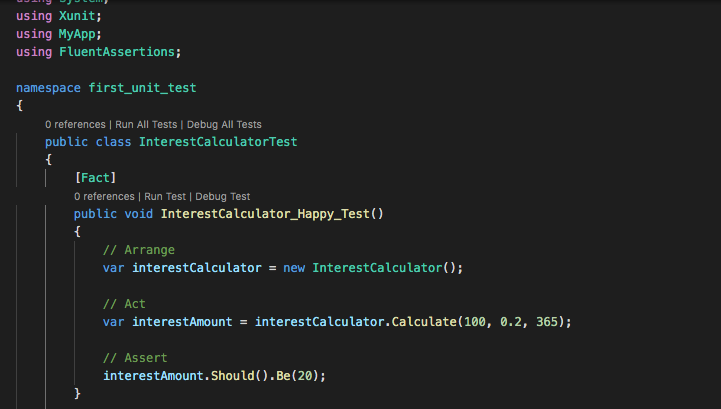 using System;
using Xunit;
using MyApp;
using FluentAssertions;
namespace first_unit_test
{
0 references | Run All Tests | Debug All Tests
public class InterestCalculatorTest
{
[Fact]
0 references | Run Test | Debug Test
public void InterestCalculator_Happy_Test()
{
// Arrange
var interestCalculator = new InterestCalculator();
// Act
var interestAmount = interestCalculator.Calculate(100, 0.2, 365);
// Assert
interestAmount.Should().Be(20);
}